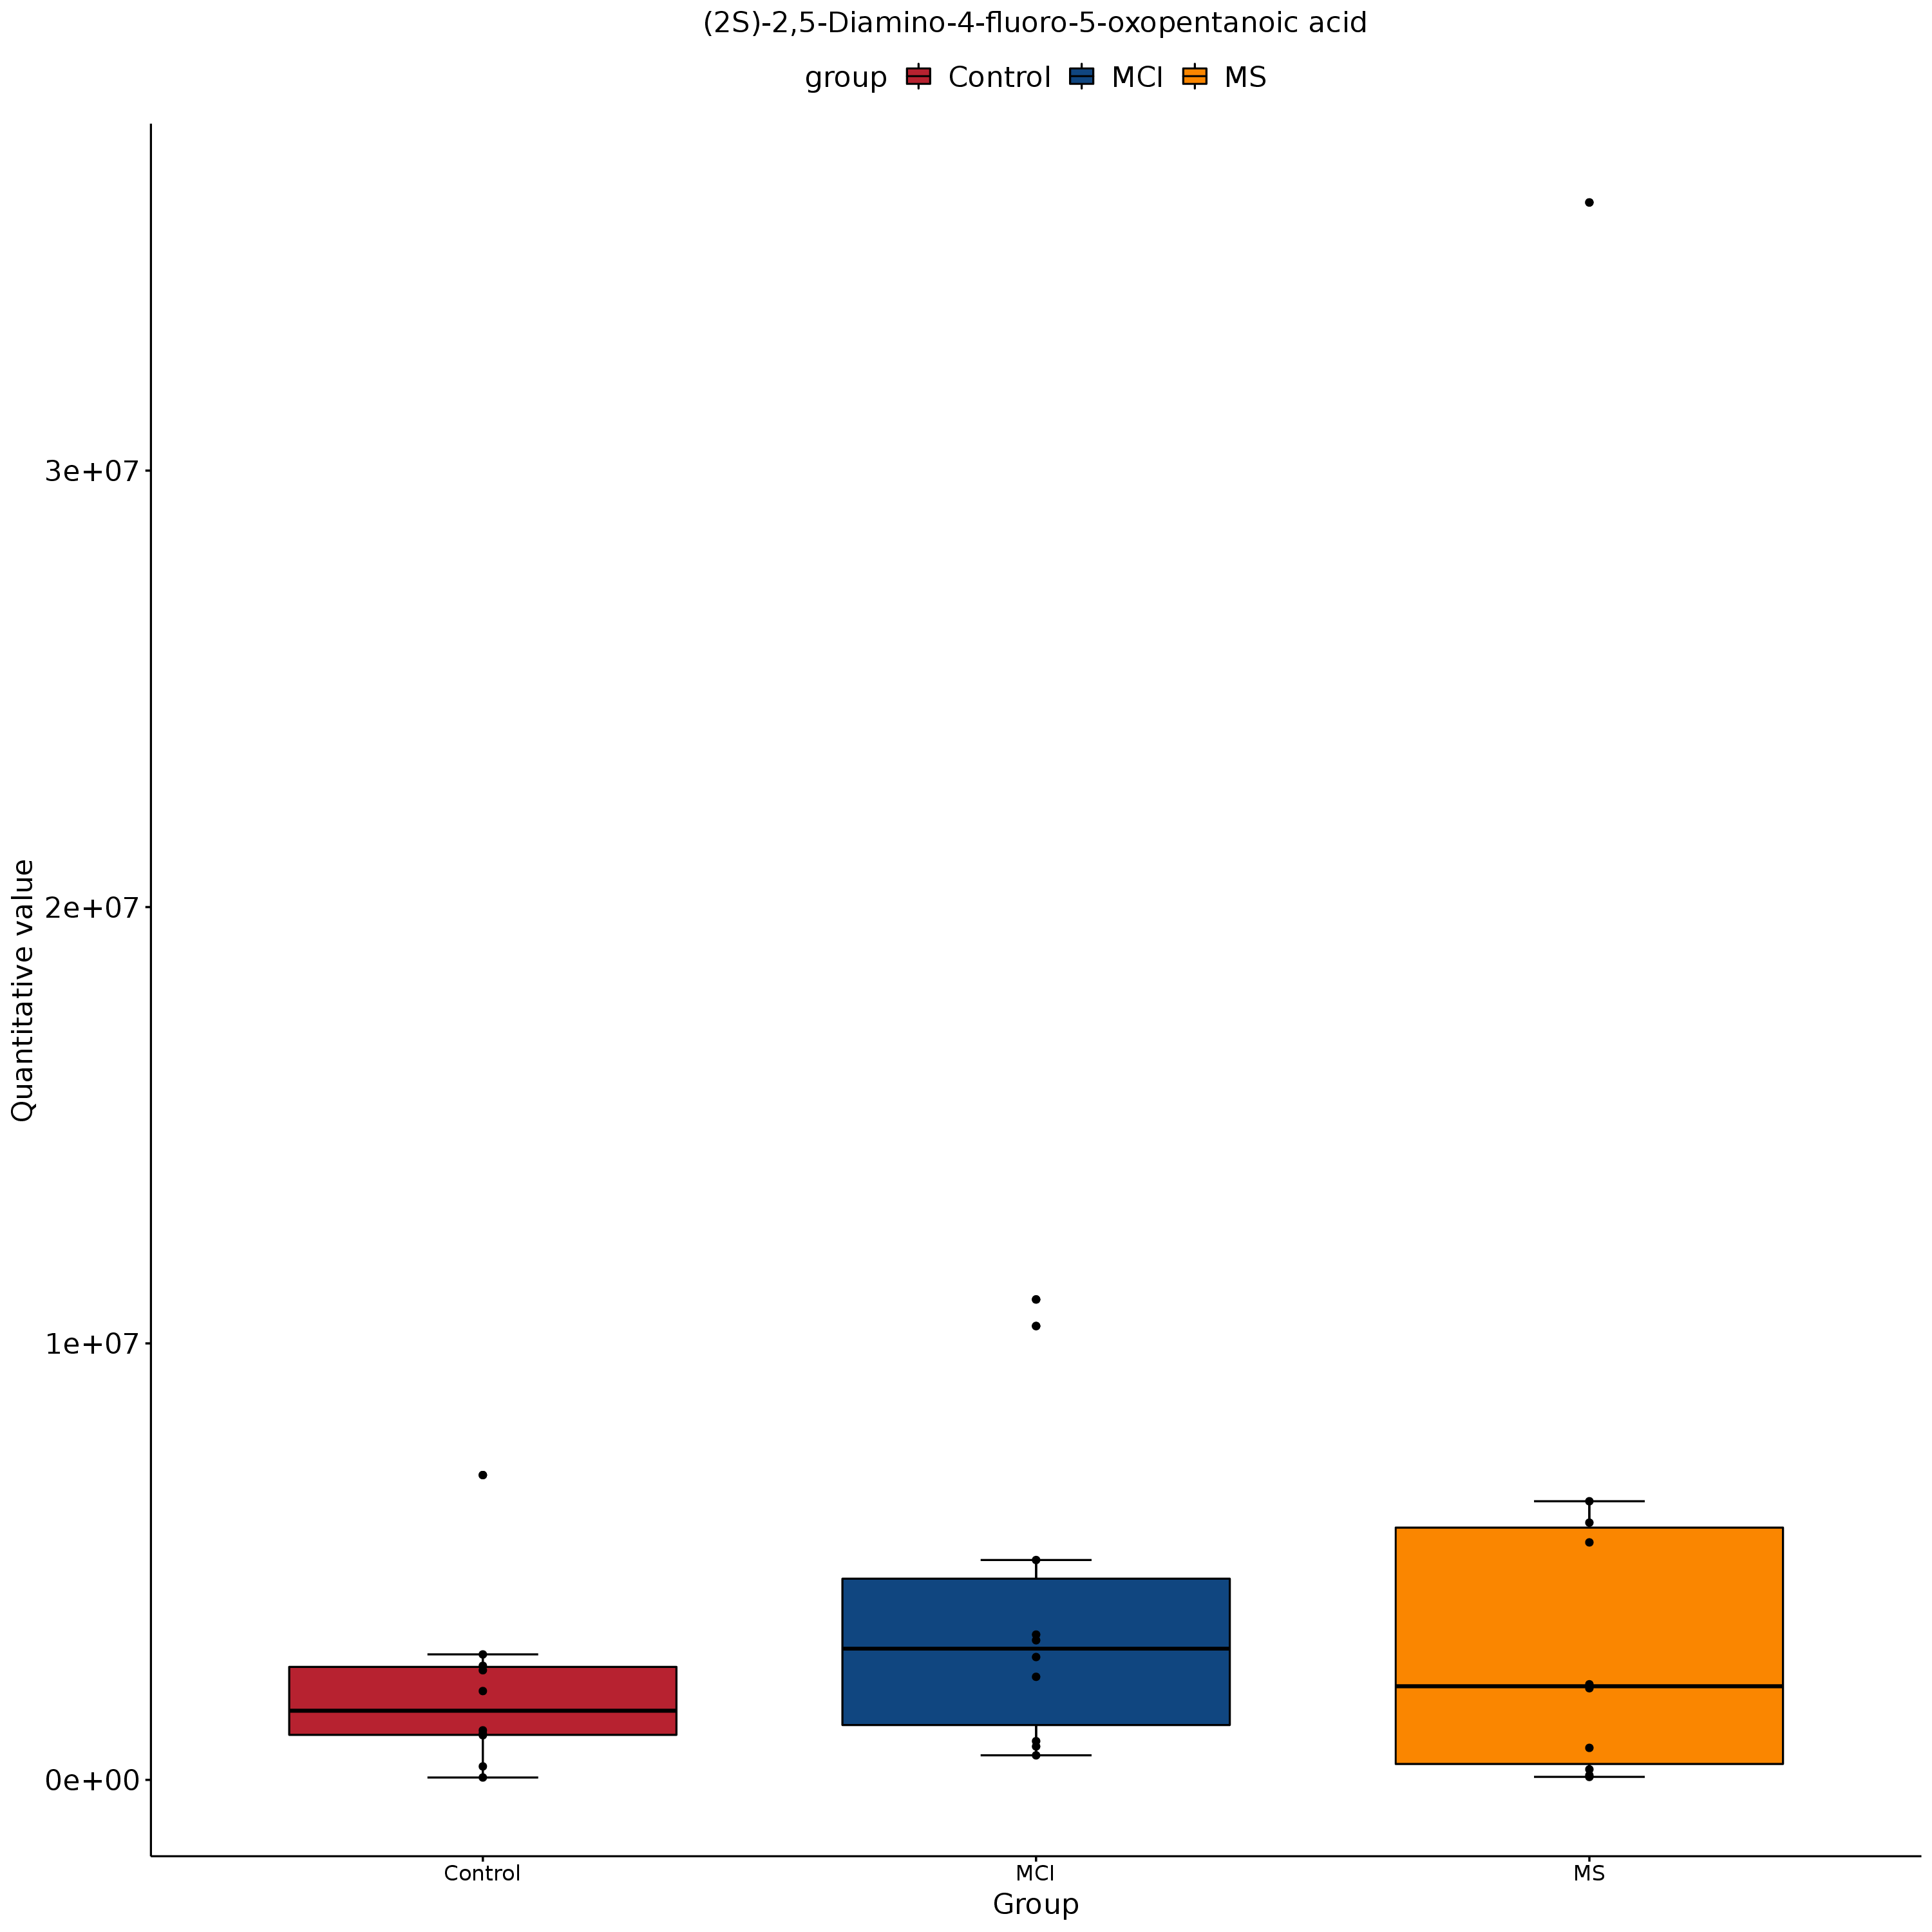 (2S)-2,5-Diamino-4-fluoro-5-oxopentanoic acid
group Control MCI MS
Quantitative value
3e+07
2e+07
1e+07
0e+00
Control MCI MS
Group